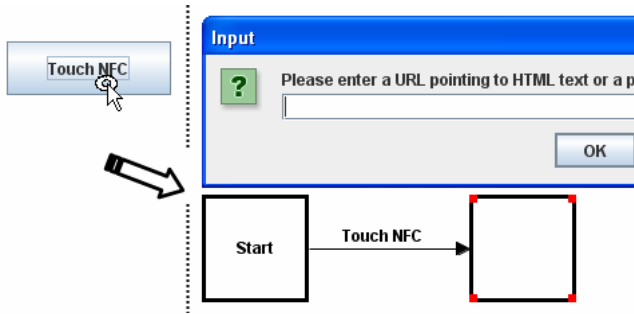 Touch NFC
Input
?
Please enter a URL pointing to HTML text or a p
OK
Start
Touch NFC